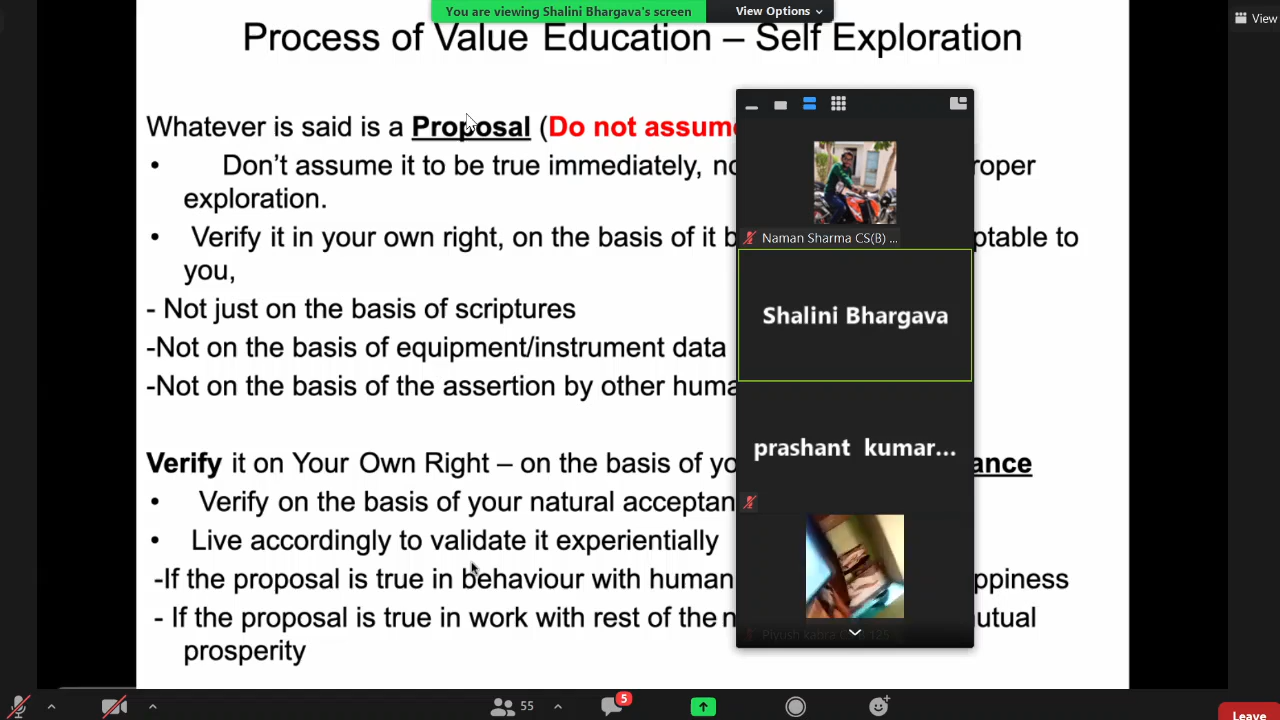 You are viewing Shalini Bhargava's screen
View Options
View
Process of Value Education – Self Exploration
Whatever is said is a Proposal (Do not assume
• Don’t assume it to be true immediately, roper
exploration.
• Verify it in your own right, on the basis of it ptable to
you,
- Not just on the basis of scriptures
-Not on the basis of equipment/instrument data
-Not on the basis of the assertion by other huma
Verify it on Your Own Right – on the basis of yo ance
• Verify on the basis of your natural acceptan
• Live accordingly to validate it experientially
-If the proposal is true in behaviour with human ppiness
- If the proposal is true in work with rest of the n utual
prosperity
Naman Sharma CS(B) ...
Shalini Bhargava
prashant kumar...
Piyush kabra CS B 125
55
5
Leave